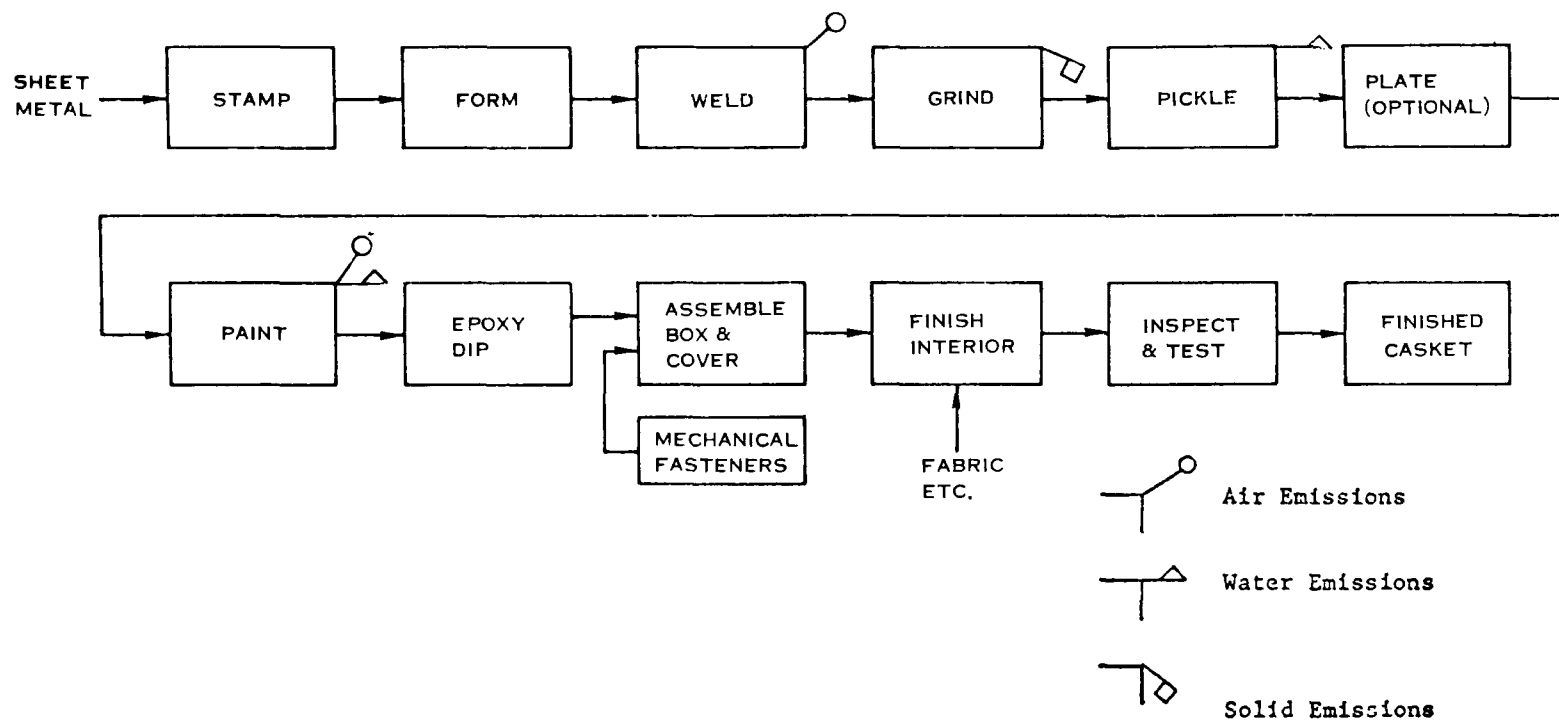 SHEET
METAL
STAMP
FORM
WELD
GRIND
PICKLE
PLATE
(OPTIONAL)
PAINT
EPOXY
DIP
ASSEMBLE
BOX &
COVER
FINISH
INTERIOR
INSPECT
& TEST
FINISHED
CASKET
MECHANICAL
FASTENERS
FABRIC
ETC.
Air Emissions
Water Emissions
Solid Emissions